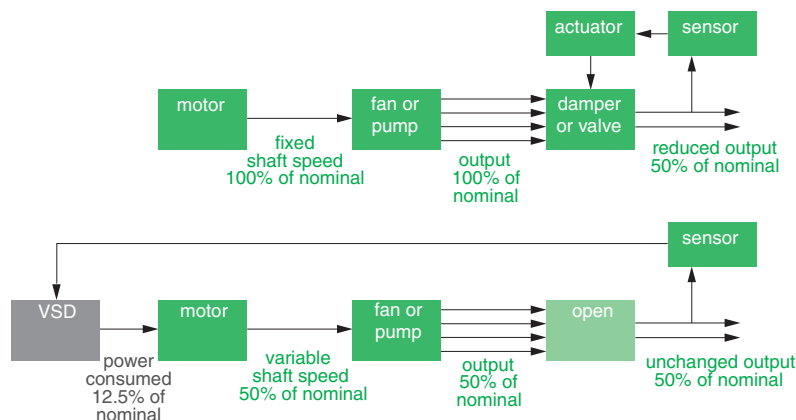 actuator
sensor
motor
fan or
pump
damper
or valve
fixed
shaft speed
100% of nominal
output
100% of
nominal
reduced output
50% of nominal
sensor
VSD
motor
fan or
pump
open
power
consumed
12.5% of
nominal
variable
shaft speed
50% of nominal
output
50% of
nominal
unchanged output
50% of nominal